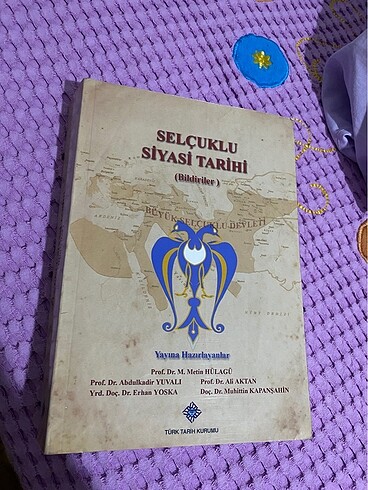 SELÇUKLU
SİYASİ TARİHİ
(Bildiriler)
BÜYÜK SELÇUKLU DEVLETİ
Yayına Hazırlayanlar
Prof. Dr. M. Metin HÜLAGÜ
Prof. Dr. Abdulkadir YUVALI Prof. Dr. Ali AKTAN
Yrd. Doç. Dr. Erhan YOSKA Doç. Dr. Muhittin KAPANŞAHİN
TÜRK TARİH KURUMU